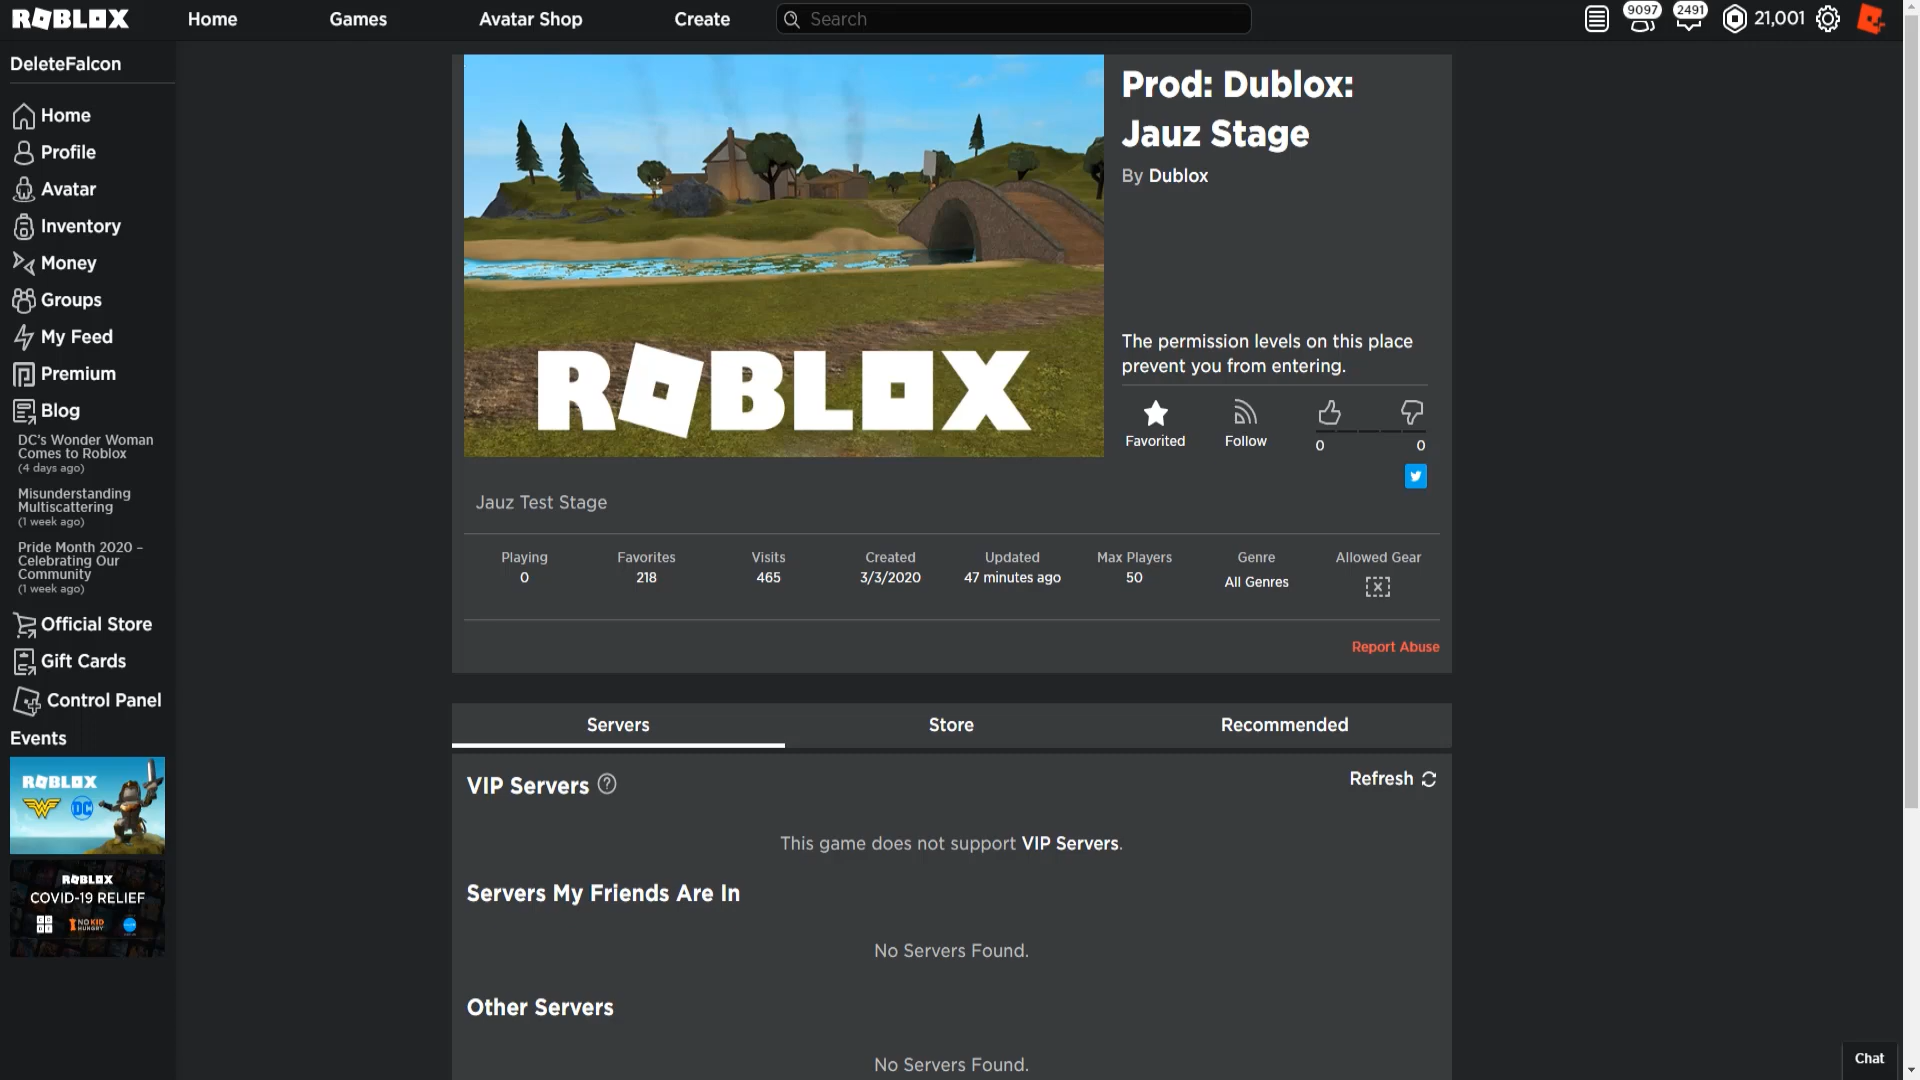 ROBLOX
Home
Games
Avatar Shop
Create
Search
9097
2491
21,001
DeleteFalcon
Home
Profile
Avatar
Inventory
Money
Groups
My Feed
Premium
Blog
DC's Wonder Woman
Comes to Roblox
(4 days ago)
Misunderstanding
Multiscattering
(1 week ago)
Pride Month 2020 –
Celebrating Our
Community
(1 week ago)
Official Store
Gift Cards
Control Panel
Events
ROBLOX
DC
ROBLOX
COVID-19 RELIEF
NO KID
HUNGRY
ROBLOX
Prod: Dublox:
Jauz Stage
By Dublox
The permission levels on this place
prevent you from entering.
Favorited
Follow
0
0
Jauz Test Stage
Playing
0
Favorites
218
Visits
465
Created
3/3/2020
Updated
47 minutes ago
Max Players
50
Genre
All Genres
Allowed Gear
Report Abuse
Servers
Store
Recommended
VIP Servers
Refresh
This game does not support VIP Servers.
Servers My Friends Are In
No Servers Found.
Other Servers
No Servers Found.
Chat